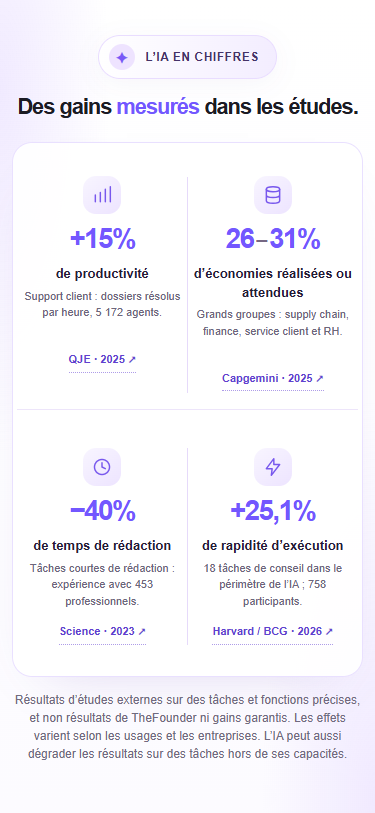 L'IA EN CHIFFRES
Des gains mesurés dans les études.
+15%
de productivité
Support client : dossiers résolus
par heure, 5 172 agents.
QJE · 2025 ↗
26–31%
d'économies réalisées ou
attendues
Grands groupes : supply chain,
finance, service client et RH.
Capgemini · 2025 ↗
−40%
de temps de rédaction
Tâches courtes de rédaction :
expérience avec 453
professionnels.
Science · 2023 ↗
+25,1%
de rapidité d'exécution
18 tâches de conseil dans le
périmètre de l'IA ; 758
participants.
Harvard / BCG · 2026 ↗
Résultats d'études externes sur des tâches et fonctions précises,
et non résultats de TheFounder ni gains garantis. Les effets
varient selon les usages et les entreprises. L'IA peut aussi
dégrader les résultats sur des tâches hors de ses capacités.